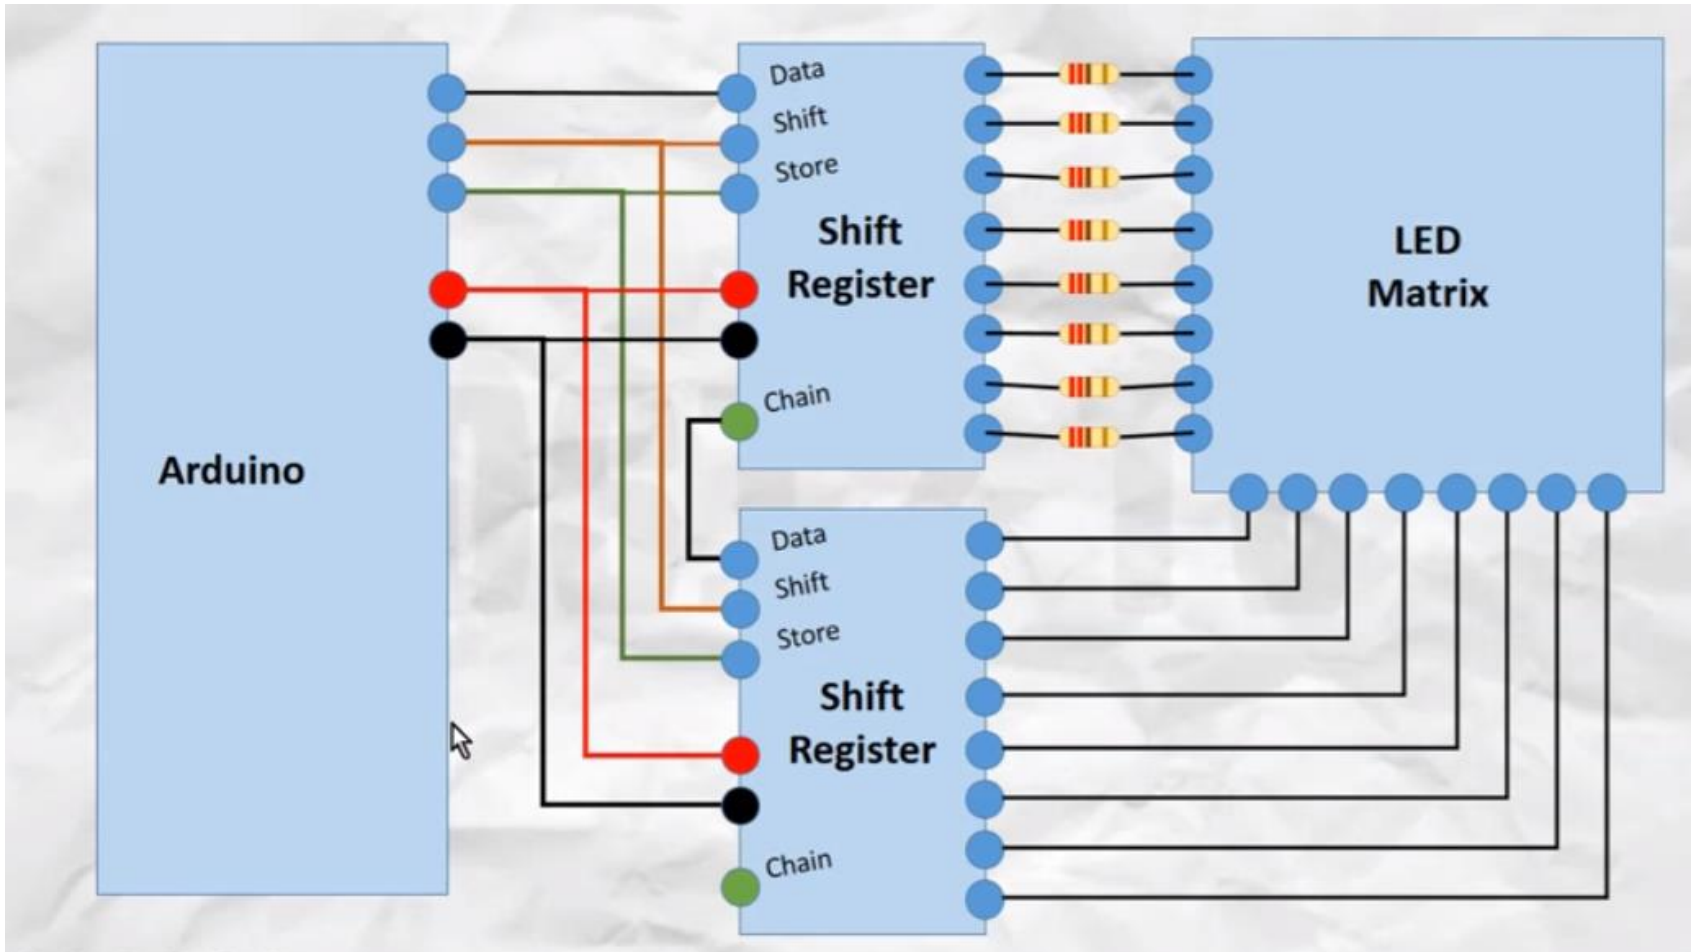 Data
Shift
Store
Shift
Register
Chain
LED
Matrix
Arduino
Data
Shift
Store
Shift
Register
Chain